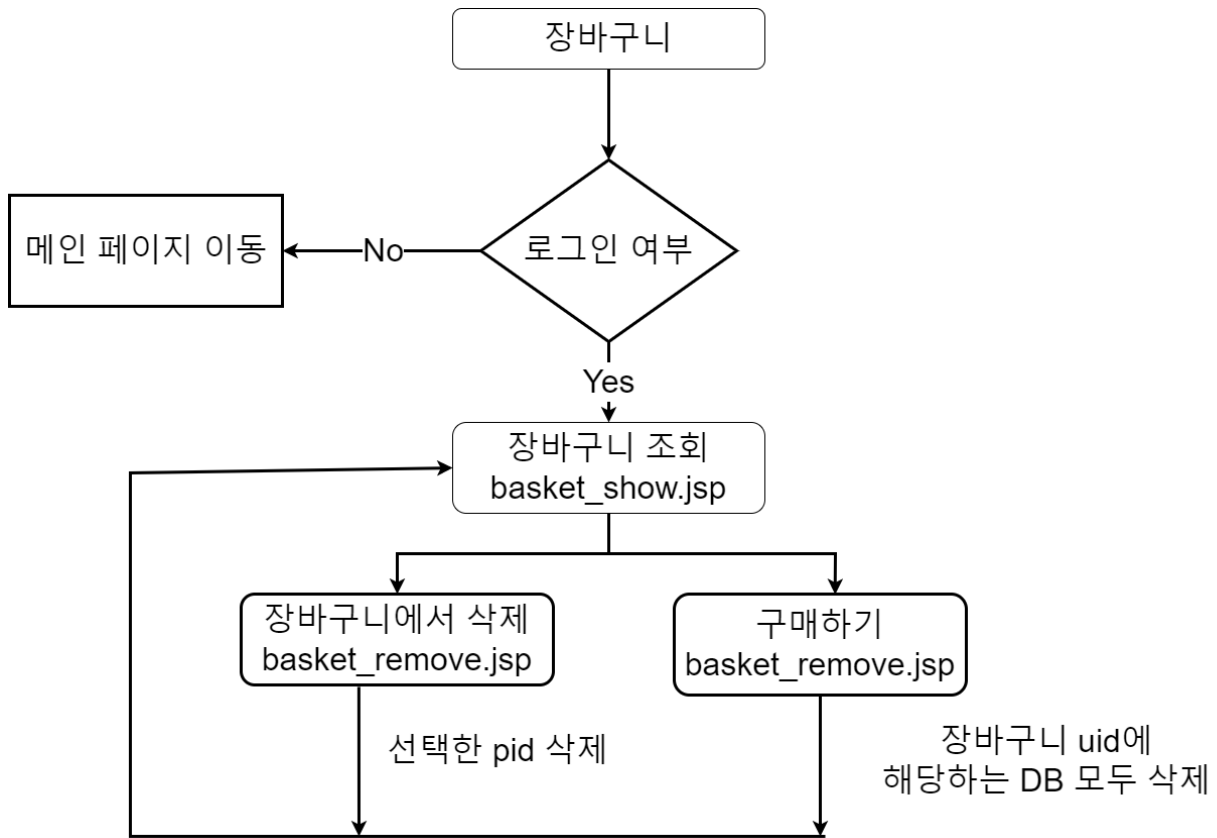 장바구니
메인 페이지 이동
No
로그인 여부
Yes
장바구니 조회
basket_show.jsp
장바구니에서 삭제
basket_remove.jsp
구매하기
basket_remove.jsp
선택한 pid 삭제
장바구니 uid에
해당하는 DB 모두 삭제